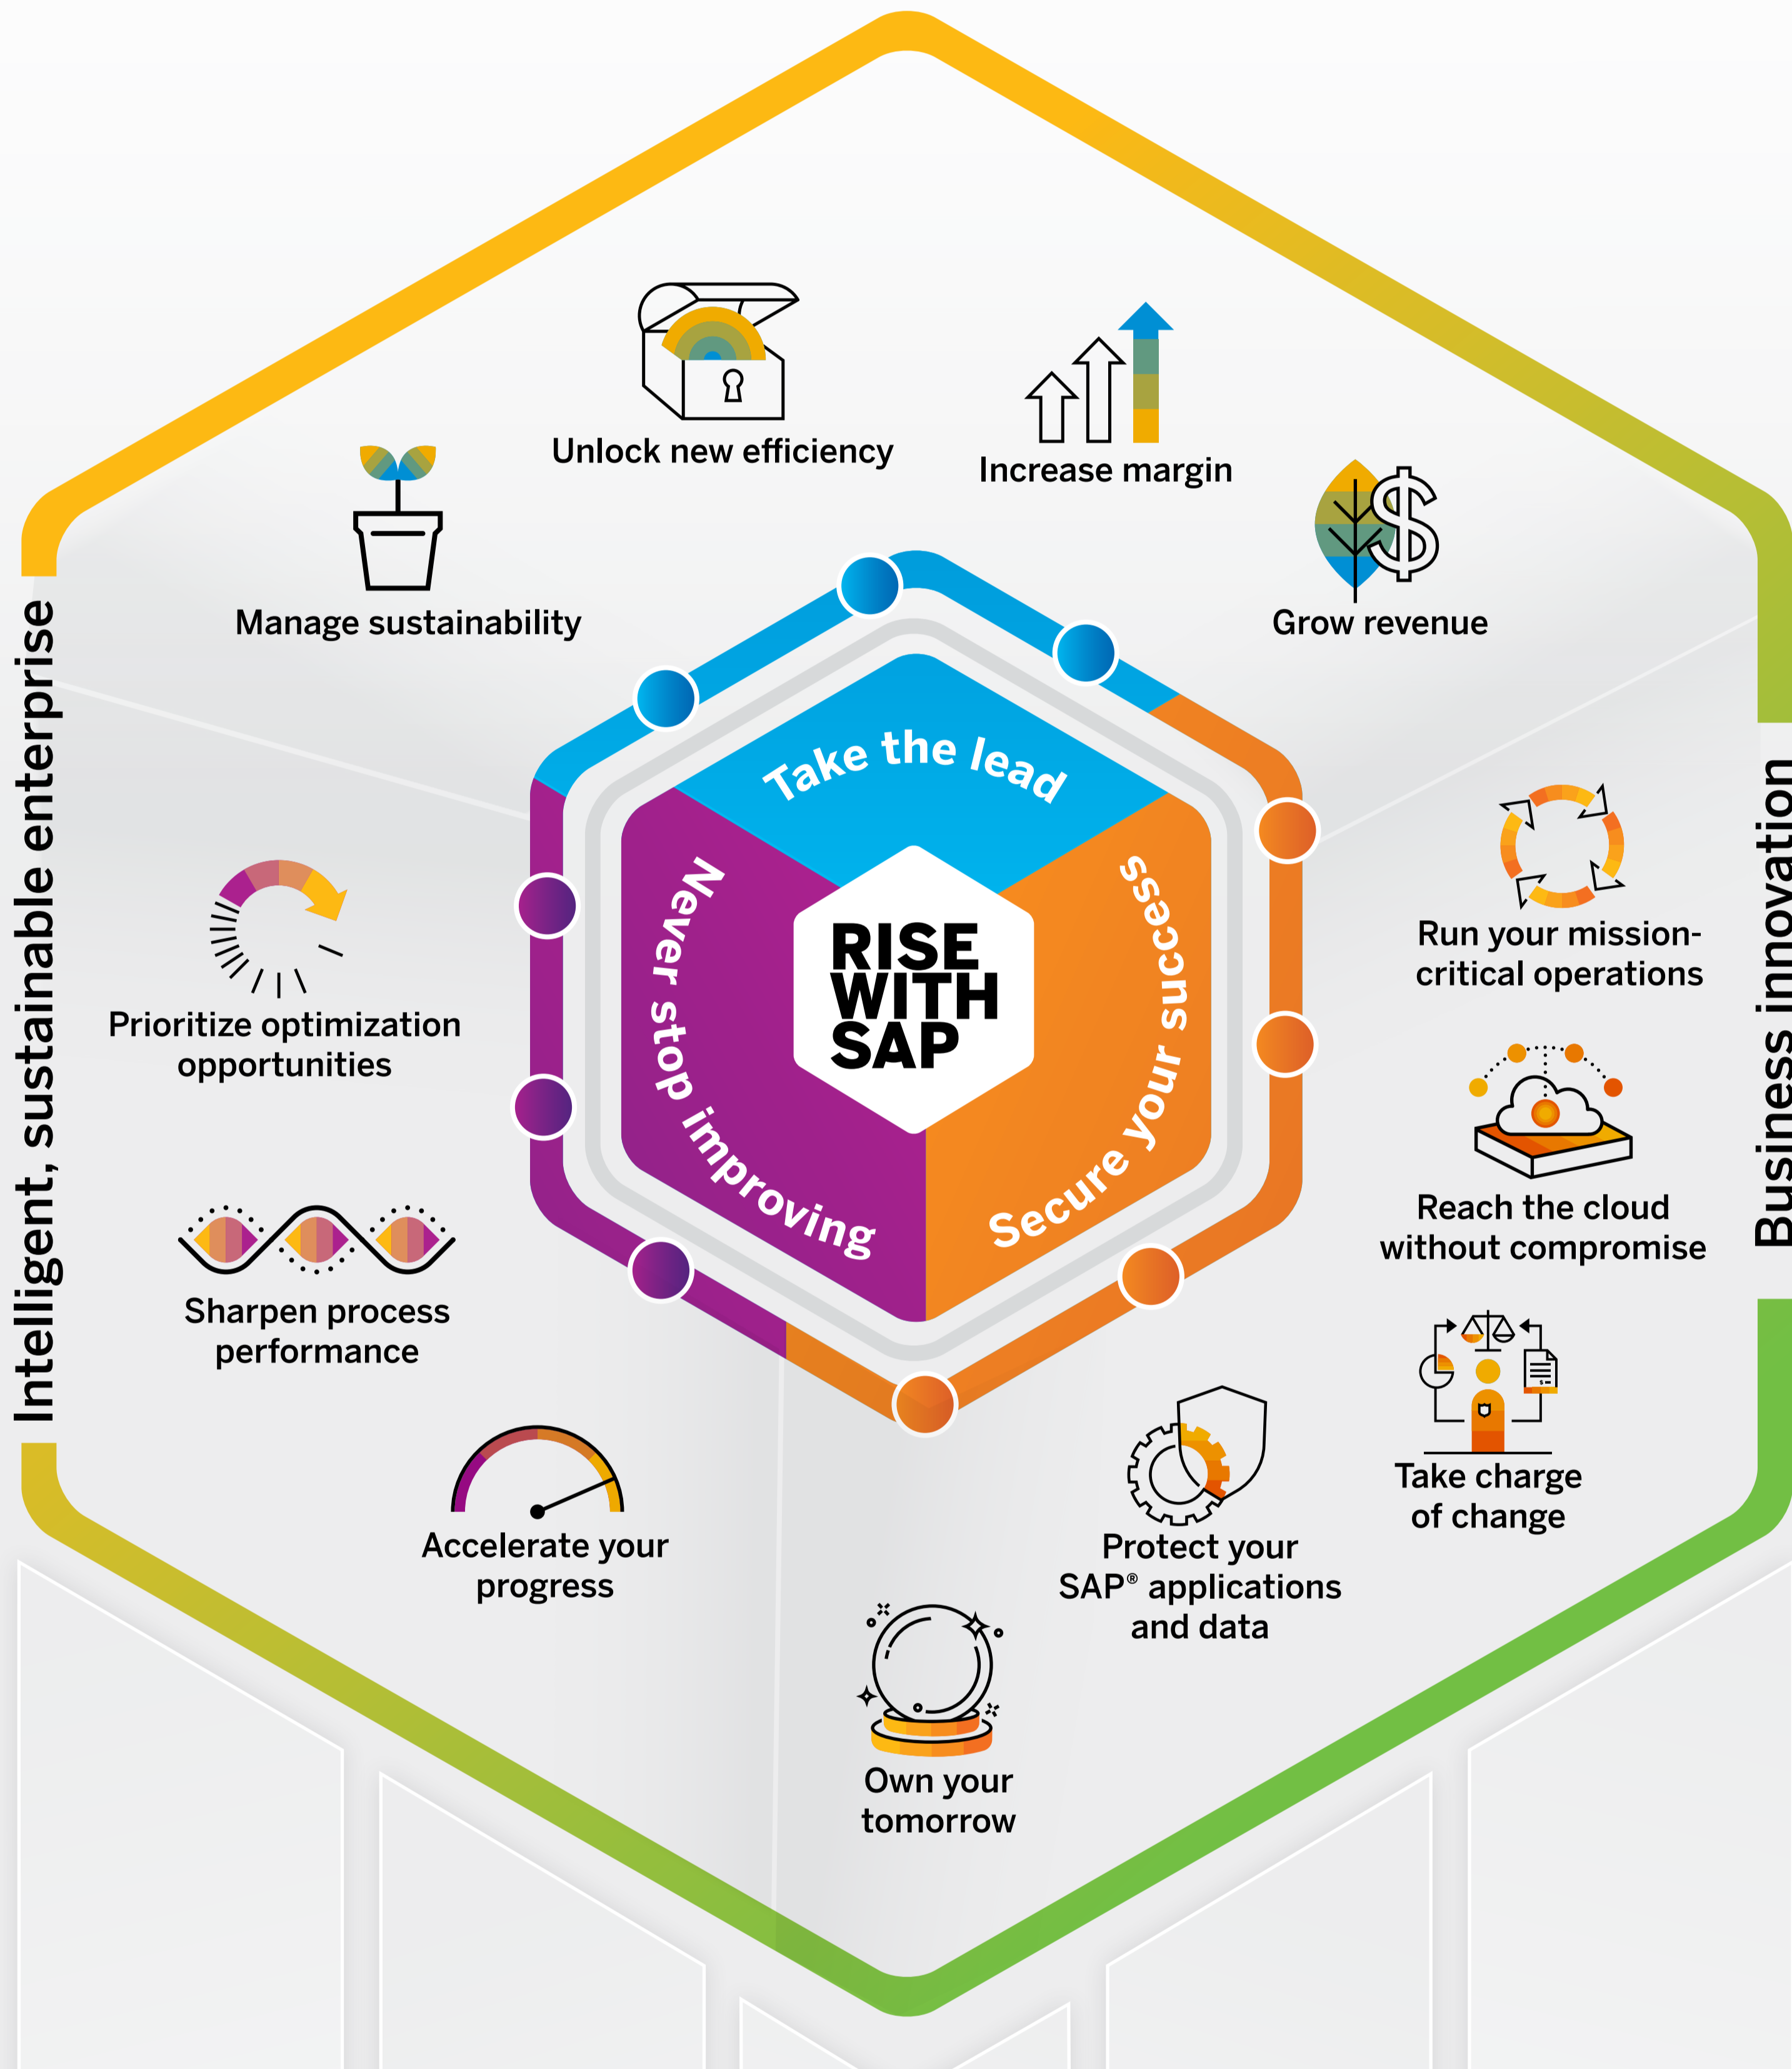 Unlock new efficiency
Increase margin
Manage sustainability
Grow revenue
Intelligent, sustainable enterprise
Business innovation
Take the lead
Never stop improving
Secure your success
RISE
WITH
SAP
Run your mission-
critical operations
Prioritize optimization
opportunities
Reach the cloud
without compromise
Sharpen process
performance
Take charge
of change
Accelerate your
progress
Protect your
SAP® applications
and data
Own your
tomorrow